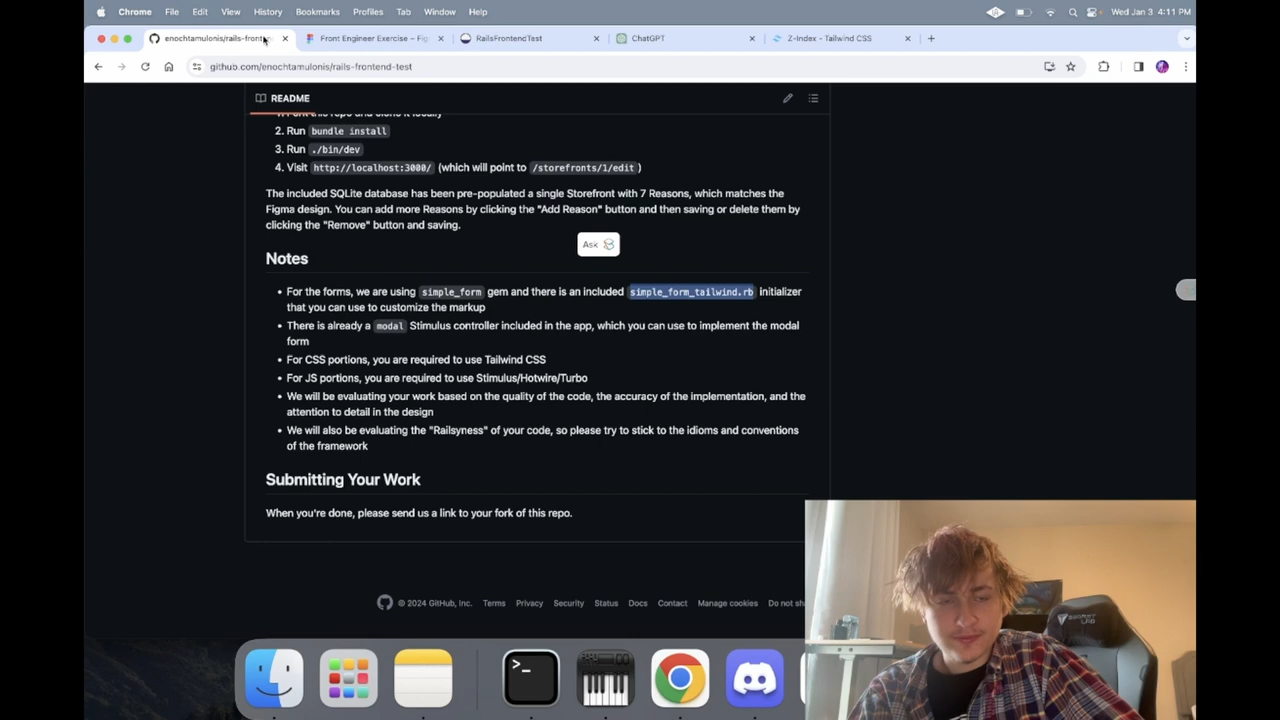 Chrome File Edit View History Bookmarks Profiles Tab Window Help Wed Jan 3 4:11 PM
enochtamulonis/rails-front Front Engineer Exercise – Fig RailsFrontendTest ChatGPT Z-Index - Tailwind CSS
github.com/enochtamulonis/rails-frontend-test
README
2. Run bundle install
3. Run ./bin/dev
4. Visit http://localhost:3000/ (which will point to /storefronts/1/edit)
The included SQLite database has been pre-populated a single Storefront with 7 Reasons, which matches the
Figma design. You can add more Reasons by clicking the "Add Reason" button and then saving or delete them by
clicking the "Remove" button and saving.
Ask
Notes
• For the forms, we are using simple_form gem and there is an included simple_form_tailwind.rb initializer
that you can use to customize the markup
• There is already a modal Stimulus controller included in the app, which you can use to implement the modal
form
• For CSS portions, you are required to use Tailwind CSS
• For JS portions, you are required to use Stimulus/Hotwire/Turbo
• We will be evaluating your work based on the quality of the code, the accuracy of the implementation, and the
attention to detail in the design
• We will also be evaluating the "Railsyness" of your code, so please try to stick to the idioms and conventions
of the framework
Submitting Your Work
When you're done, please send us a link to your fork of this repo.
© 2024 GitHub, Inc. Terms Privacy Security Status Docs Contact Manage cookies Do not sh